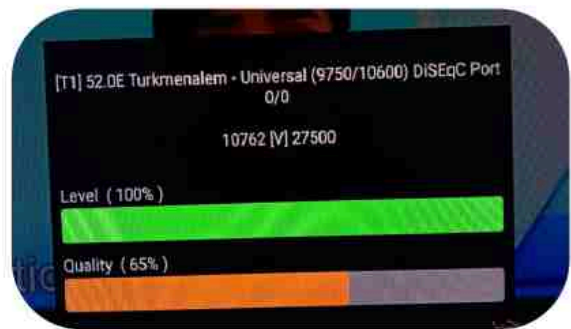 [T1] 52.0E Turkmenalem - Universal (9750/10600) DiSEqC Port
0/0
10762 [V] 27500
Level ( 100% )
Quality ( 65% )